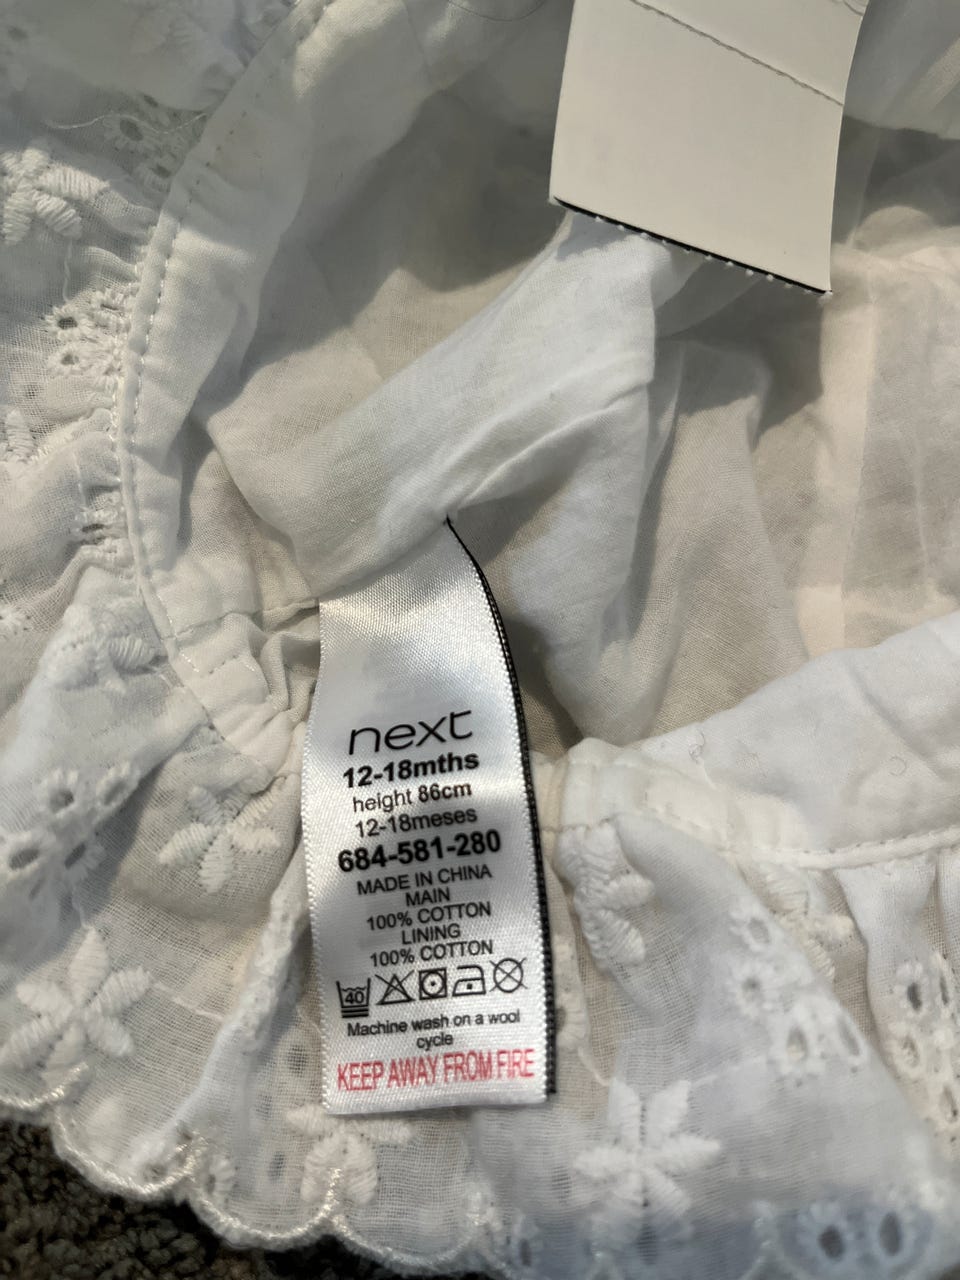 next
12-18mths
height 86cm
12-18meses
684-581-280
MADE IN CHINA
MAIN
100% COTTON
LINING
100% COTTON
40
Machine wash on a wool
cycle
KEEP AWAY FROM FIRE